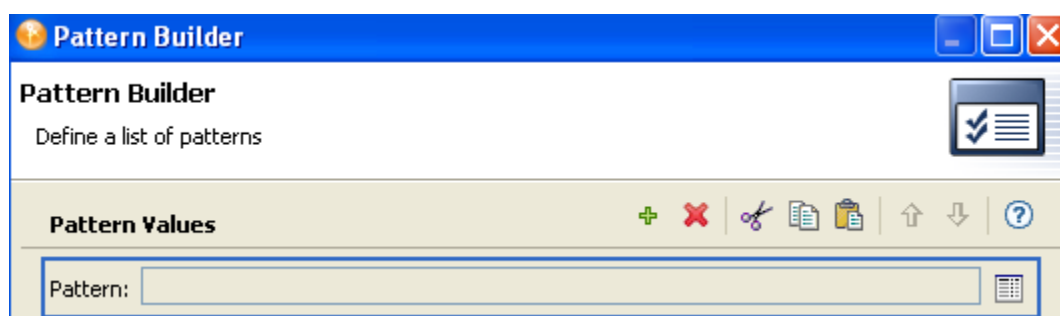 Pattern Builder
Pattern Builder
Define a list of patterns
Pattern Values
Pattern: